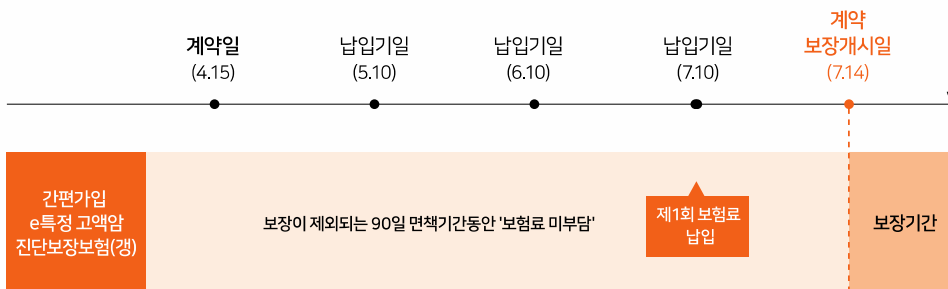 계약일
(4.15)
납입기일
(5.10)
납입기일
(6.10)
납입기일
(7.10)
계약
보장개시일
(7.14)
간편가입
e특정 고액암
진단보장보험(갱)
보장이 제외되는 90일 면책기간동안 '보험료 미부담'
제1회 보험료
납입
보장기간